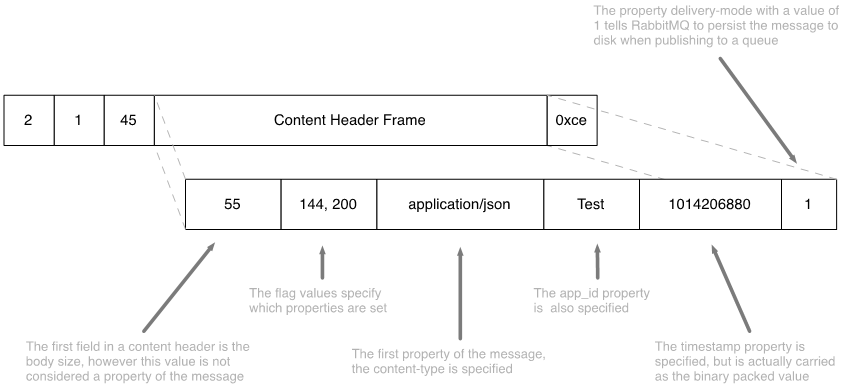 The property delivery-mode with a value of
1 tells RabbitMQ to persist the message to
disk when publishing to a queue
2 1 45 Content Header Frame 0xce
55 144, 200 application/json Test 1014206880 1
The flag values specify
which properties are set
The app_id property
is also specified
The first field in a content header is the
body size, however this value is not
considered a property of the message
The first property of the message,
the content-type is specified
The timestamp property is
specified, but is actually carried
as the binary packed value